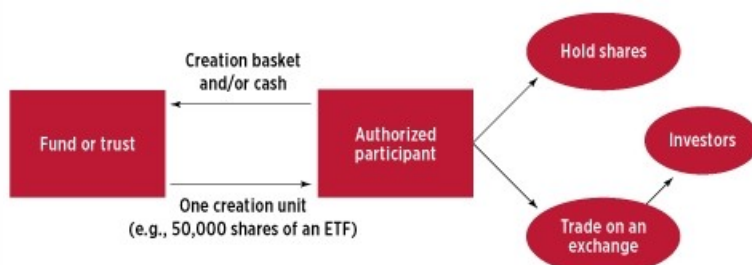 Creation basket
and/or cash
Fund or trust
Authorized
participant
One creation unit
(e.g., 50,000 shares of an ETF)
Hold shares
Investors
Trade on an
exchange